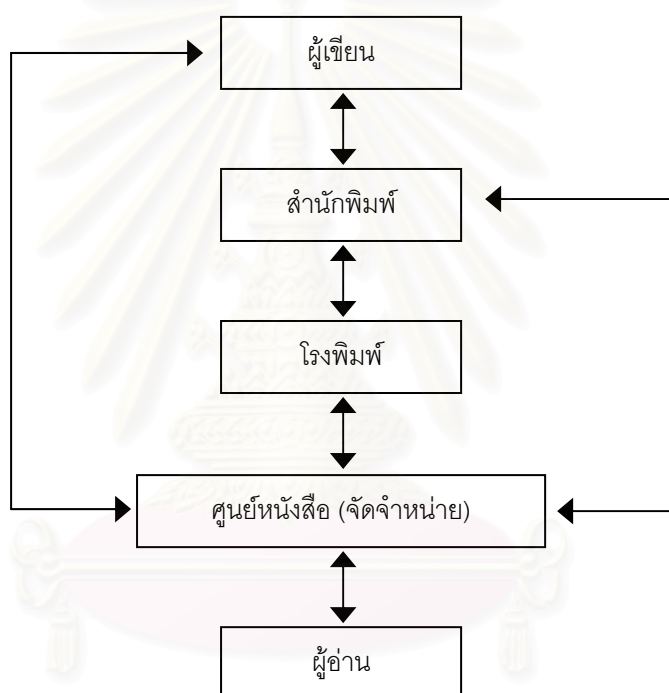 ผู้เขียน
สำนักพิมพ์
โรงพิมพ์
ศูนย์หนังสือ (จัดจำหน่าย)
ผู้อ่าน